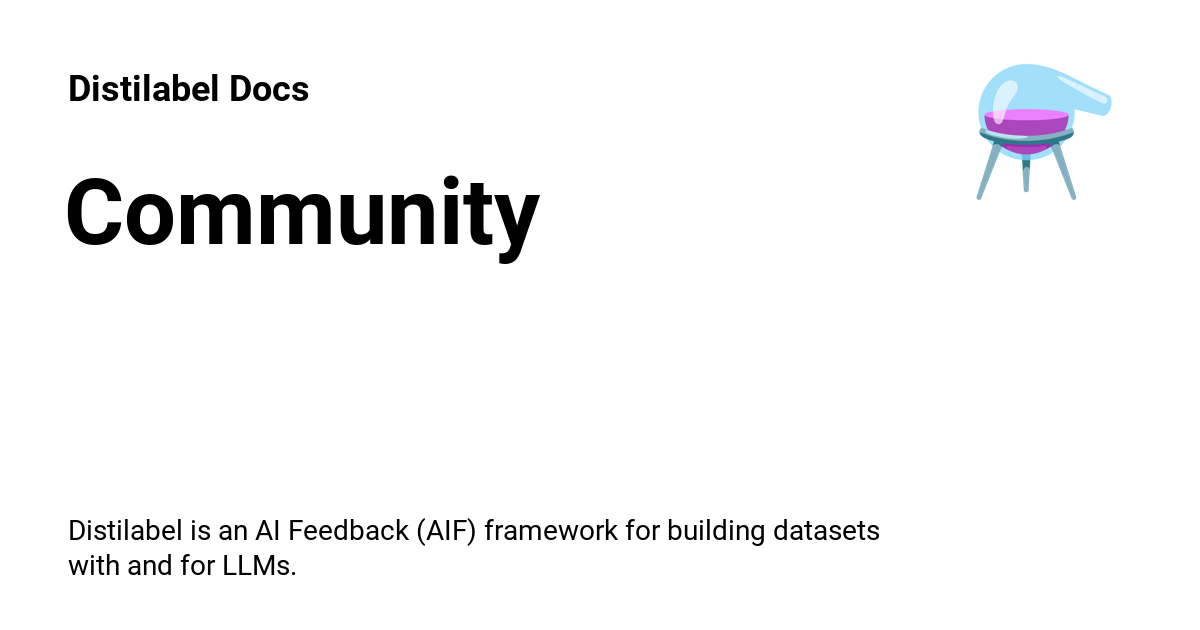 Distilabel Docs
Community
Distilabel is an AI Feedback (AIF) framework for building datasets
with and for LLMs.